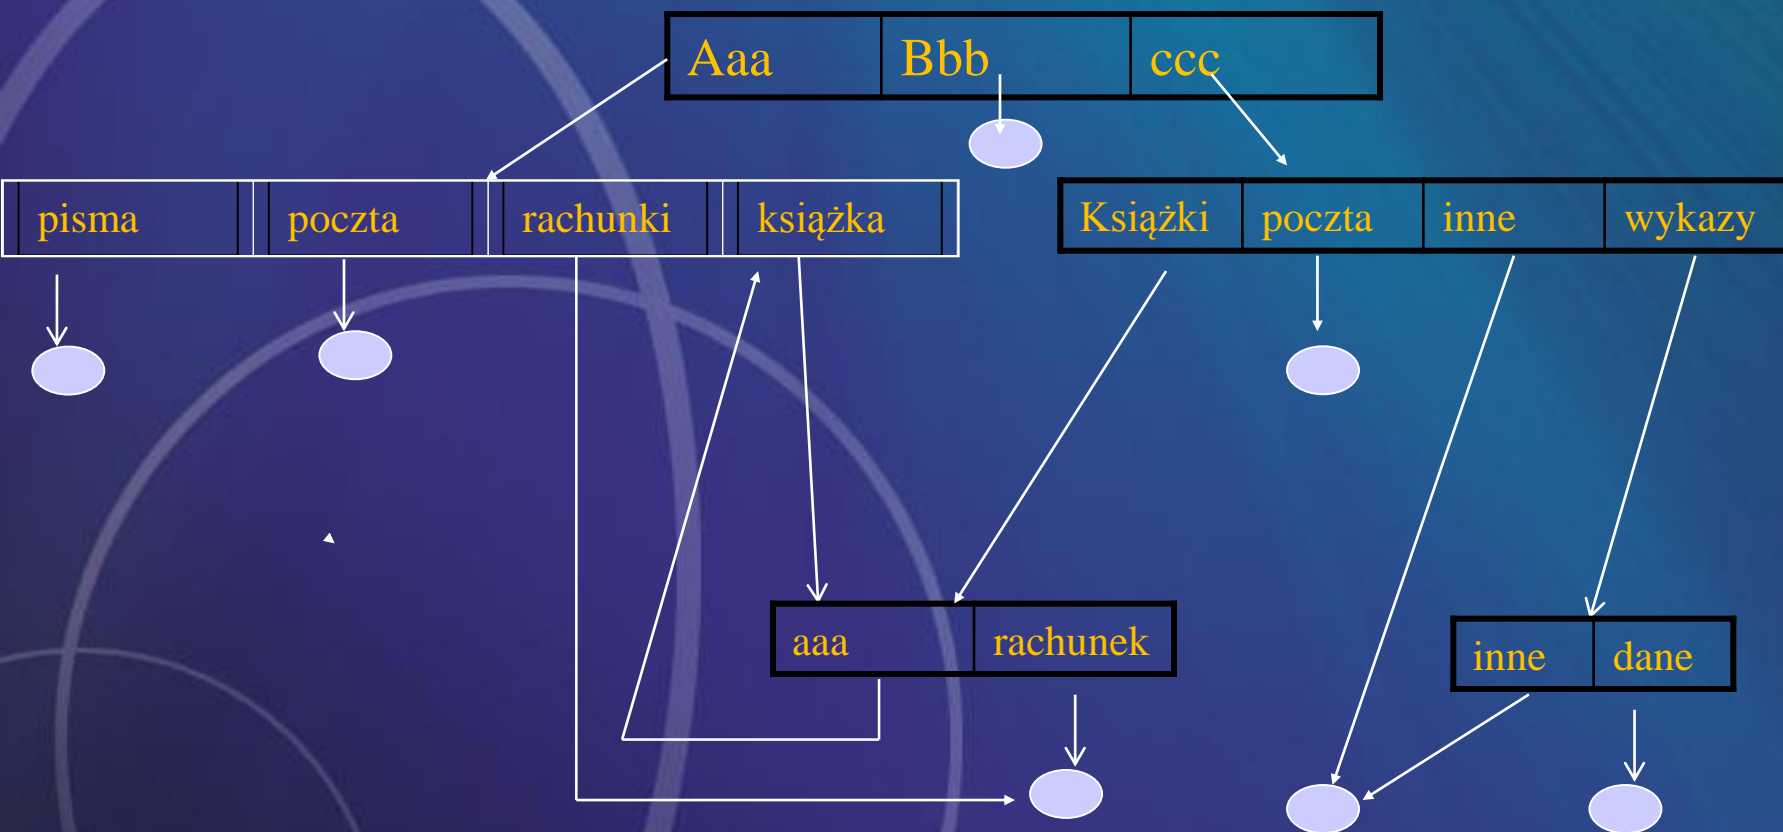 Aaa Bbb ccc
pisma poczta rachunki książka Książki poczta inne wykazy
aaa rachunek
inne dane